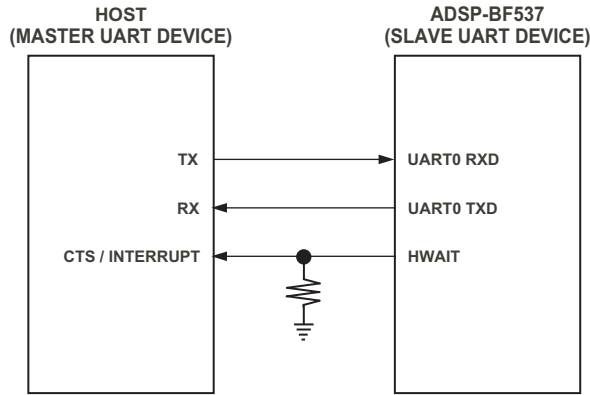 HOST
(MASTER UART DEVICE)
ADSP-BF537
(SLAVE UART DEVICE)
TX
UART0 RXD
RX
UART0 TXD
CTS / INTERRUPT
HWAIT